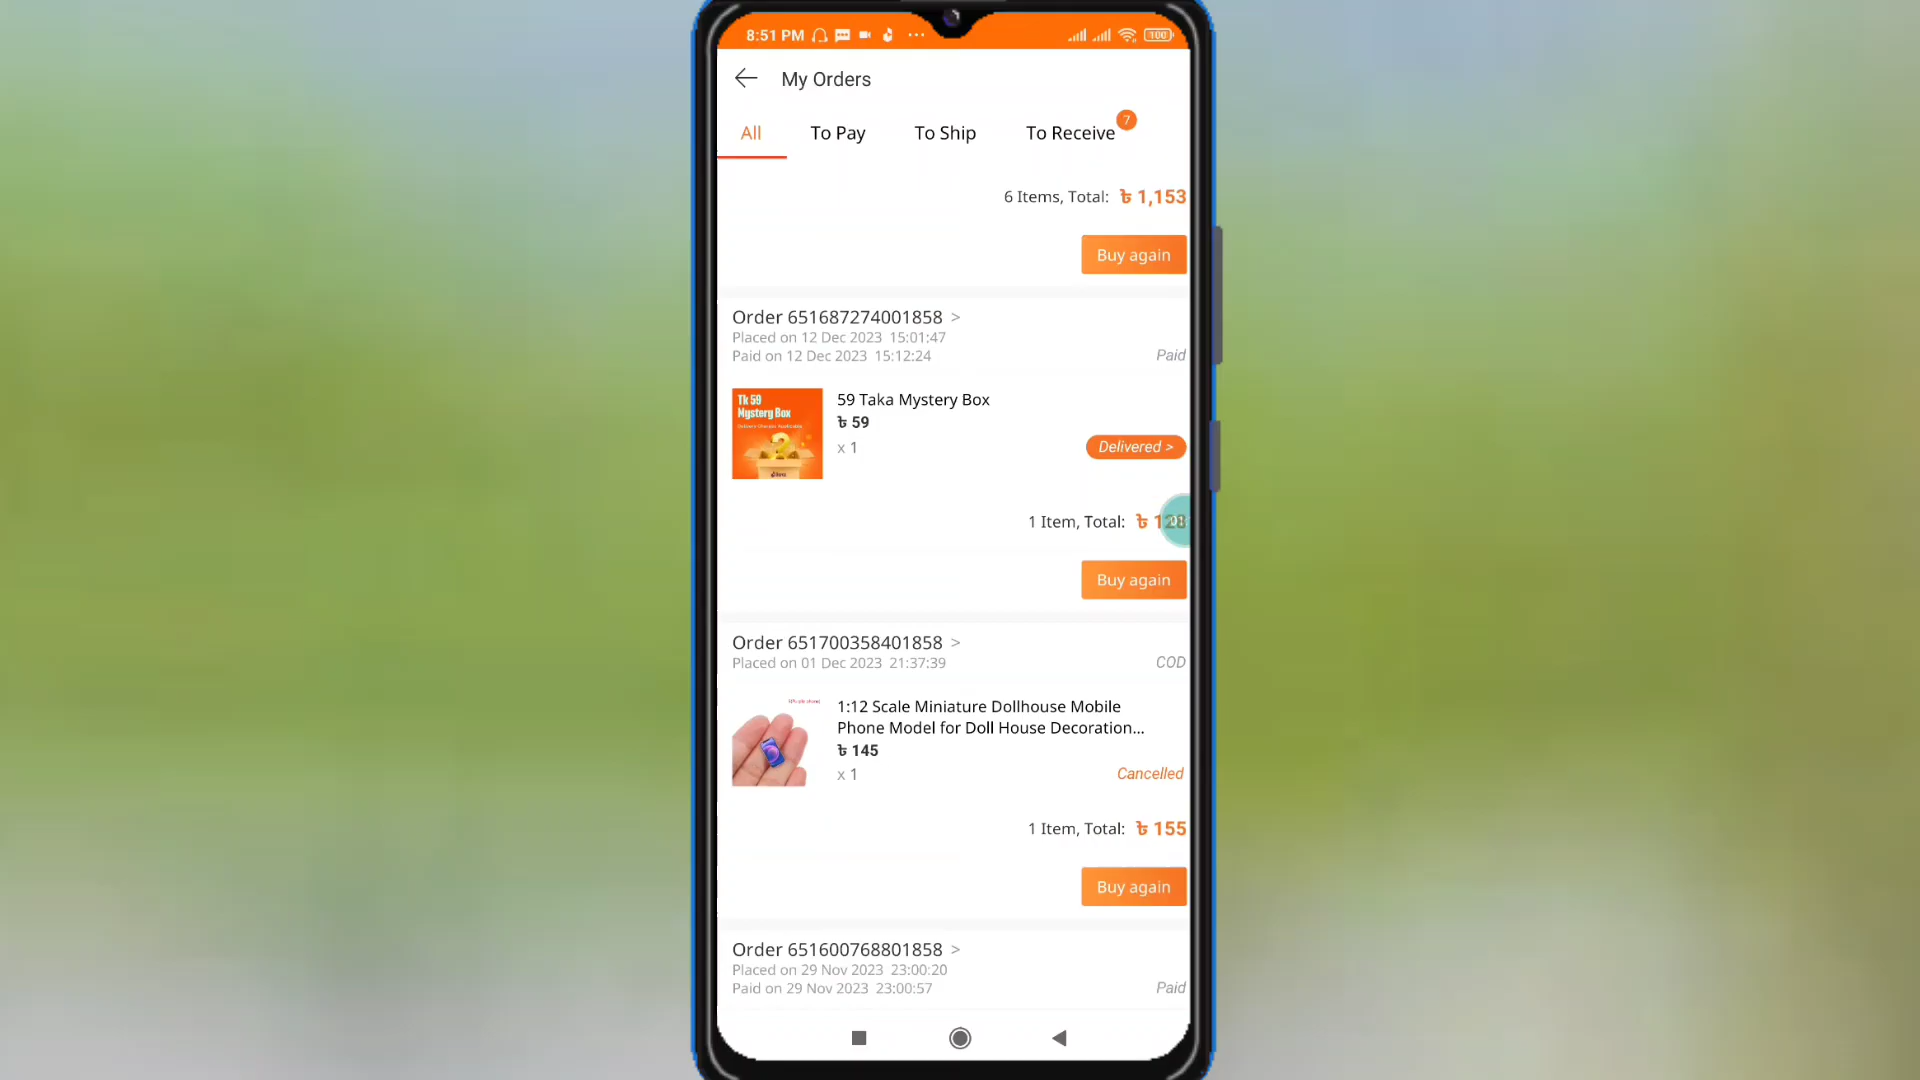 8:51 PM
100
My Orders
All
To Pay
To Ship
To Receive
7
6 Items, Total: ৳ 1,153
Buy again
Order 651687274001858 >
Placed on 12 Dec 2023 15:01:47
Paid on 12 Dec 2023 15:12:24
Paid
Tk 59
Mystery Box
59 Taka Mystery Box
৳ 59
x 1
Delivered >
1 Item, Total: ৳ 128
Buy again
Order 651700358401858 >
Placed on 01 Dec 2023 21:37:39
COD
1:12 Scale Miniature Dollhouse Mobile
Phone Model for Doll House Decoration...
৳ 145
x 1
Cancelled
1 Item, Total: ৳ 155
Buy again
Order 651600768801858 >
Placed on 29 Nov 2023 23:00:20
Paid on 29 Nov 2023 23:00:57
Paid